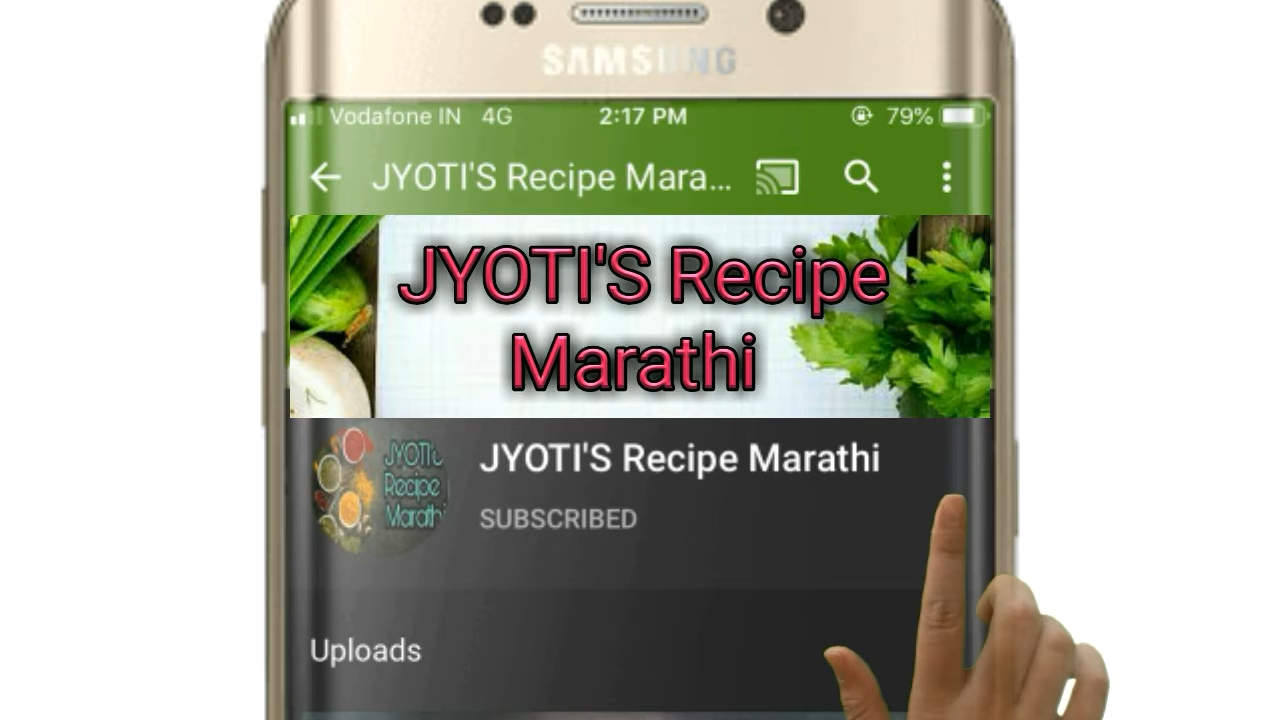 SAMSUNG
Vodafone IN 4G 2:17 PM 79%
JYOTI'S Recipe Mara...
JYOTI'S Recipe
Marathi
JYOTI'S Recipe Marathi
SUBSCRIBED
JYOTI'S
Recipe
Marathi
Uploads